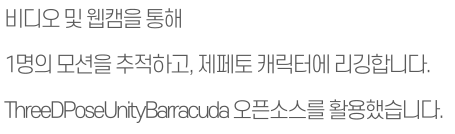 비디오 및 웹캠을 통해
1명의 모션을 추적하고, 제페토 캐릭터에 리깅합니다.
ThreeDPoseUnityBarracuda 오픈소스를 활용했습니다.